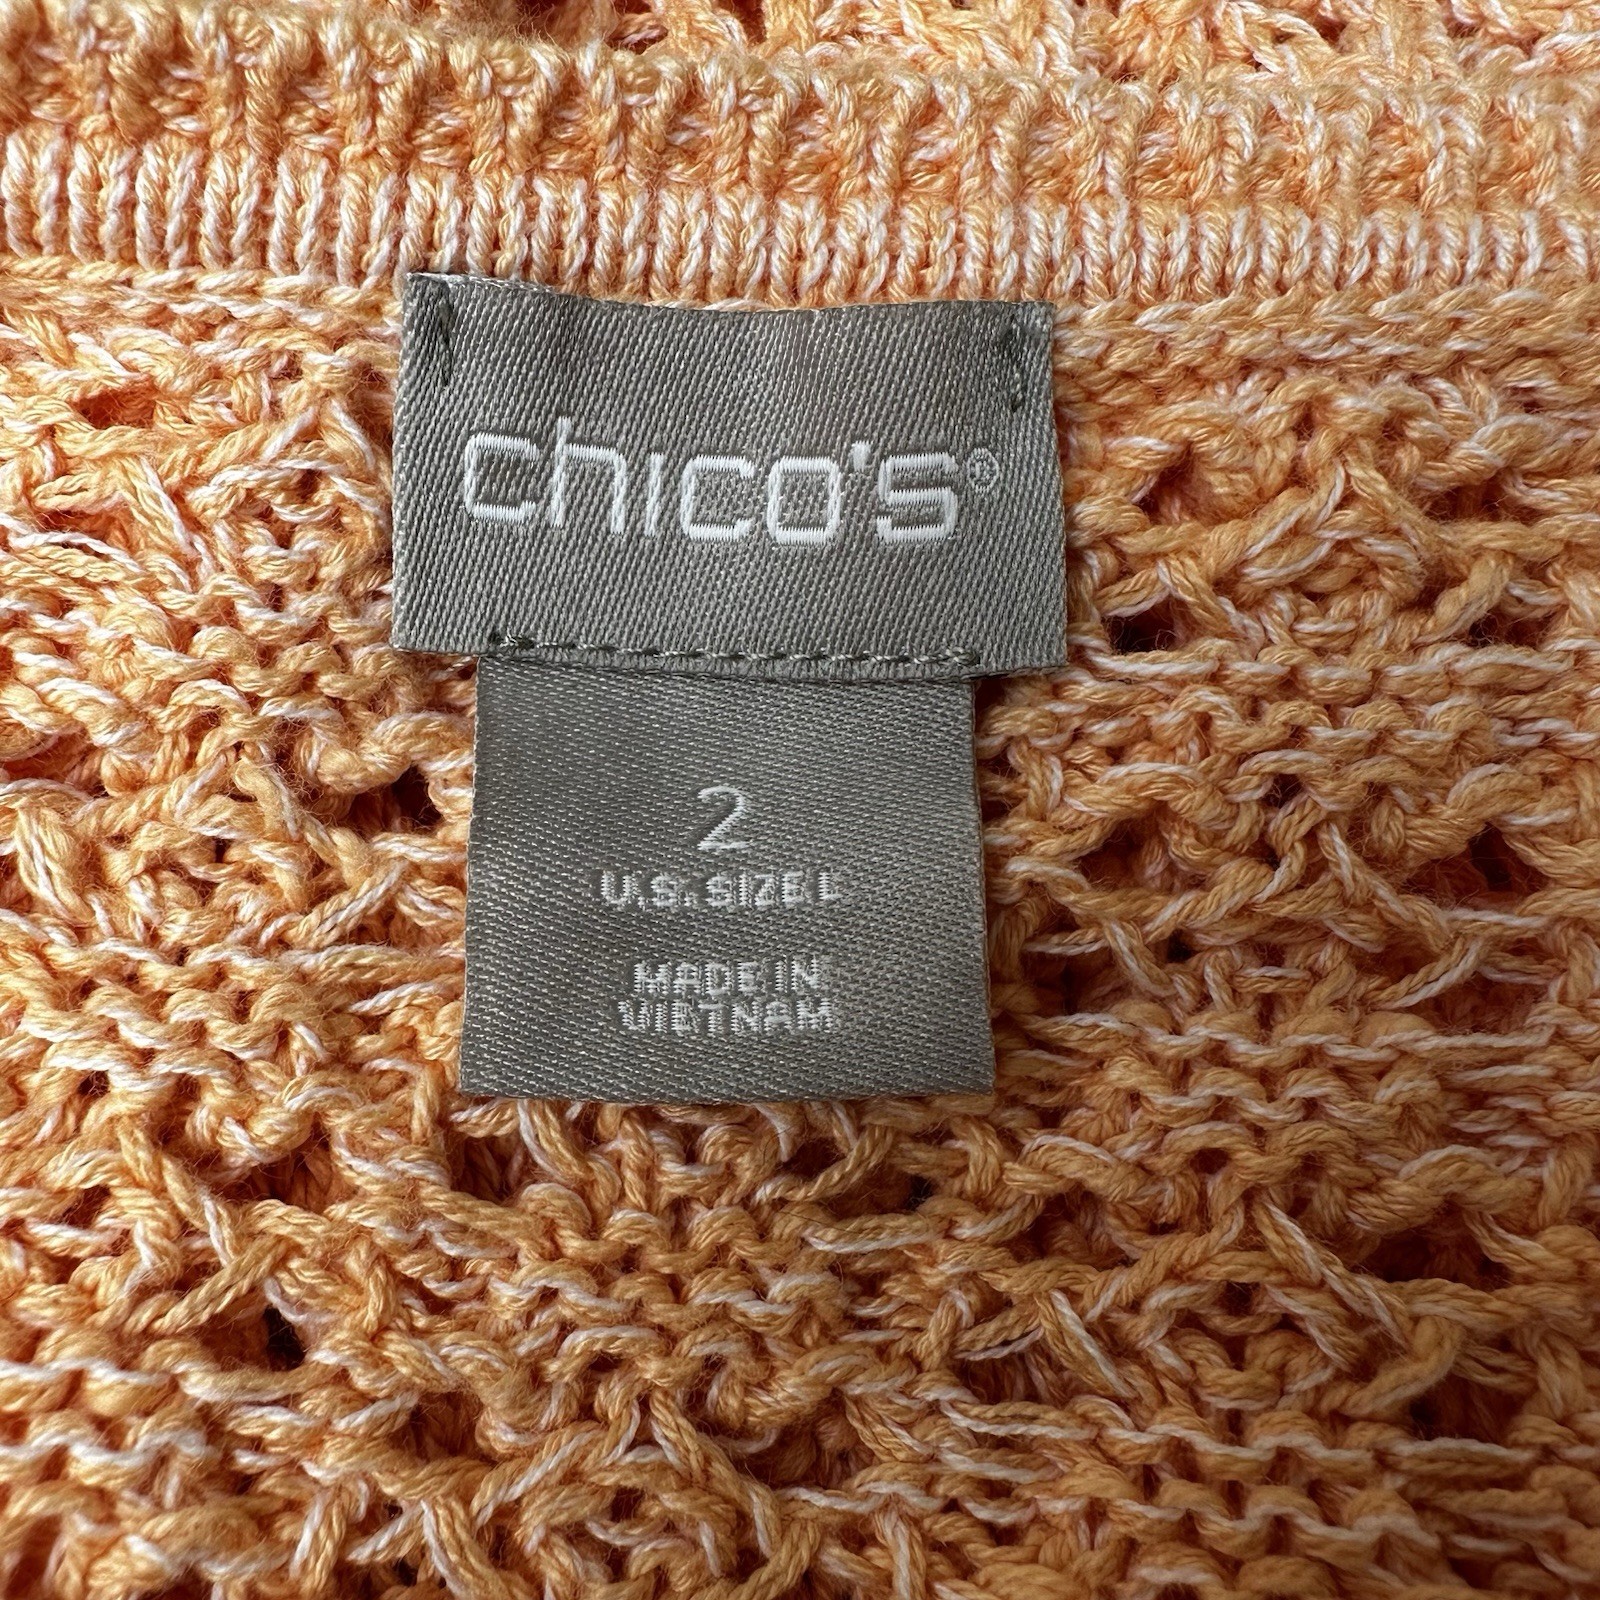 chico's®
2
U.S. SIZE L
MADE IN
VIETNAM